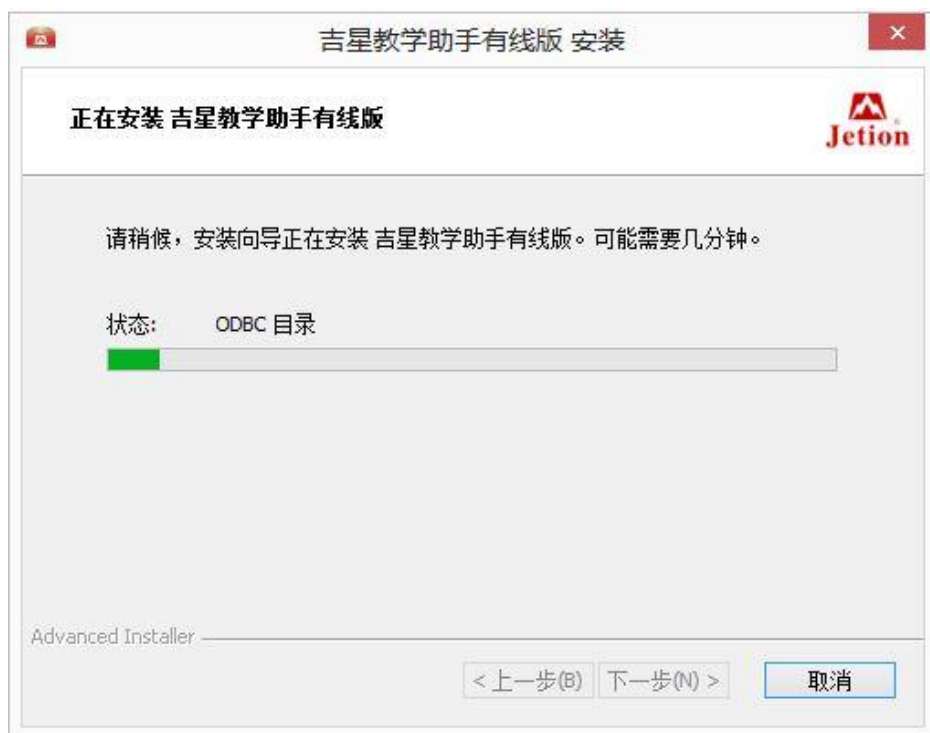 吉星教学助手有线版 安装
正在安装 吉星教学助手有线版
Jetion
请稍候，安装向导正在安装 吉星教学助手有线版。可能需要几分钟。
状态: ODBC 目录
Advanced Installer
< 上一步(B) 下一步(N) > 取消